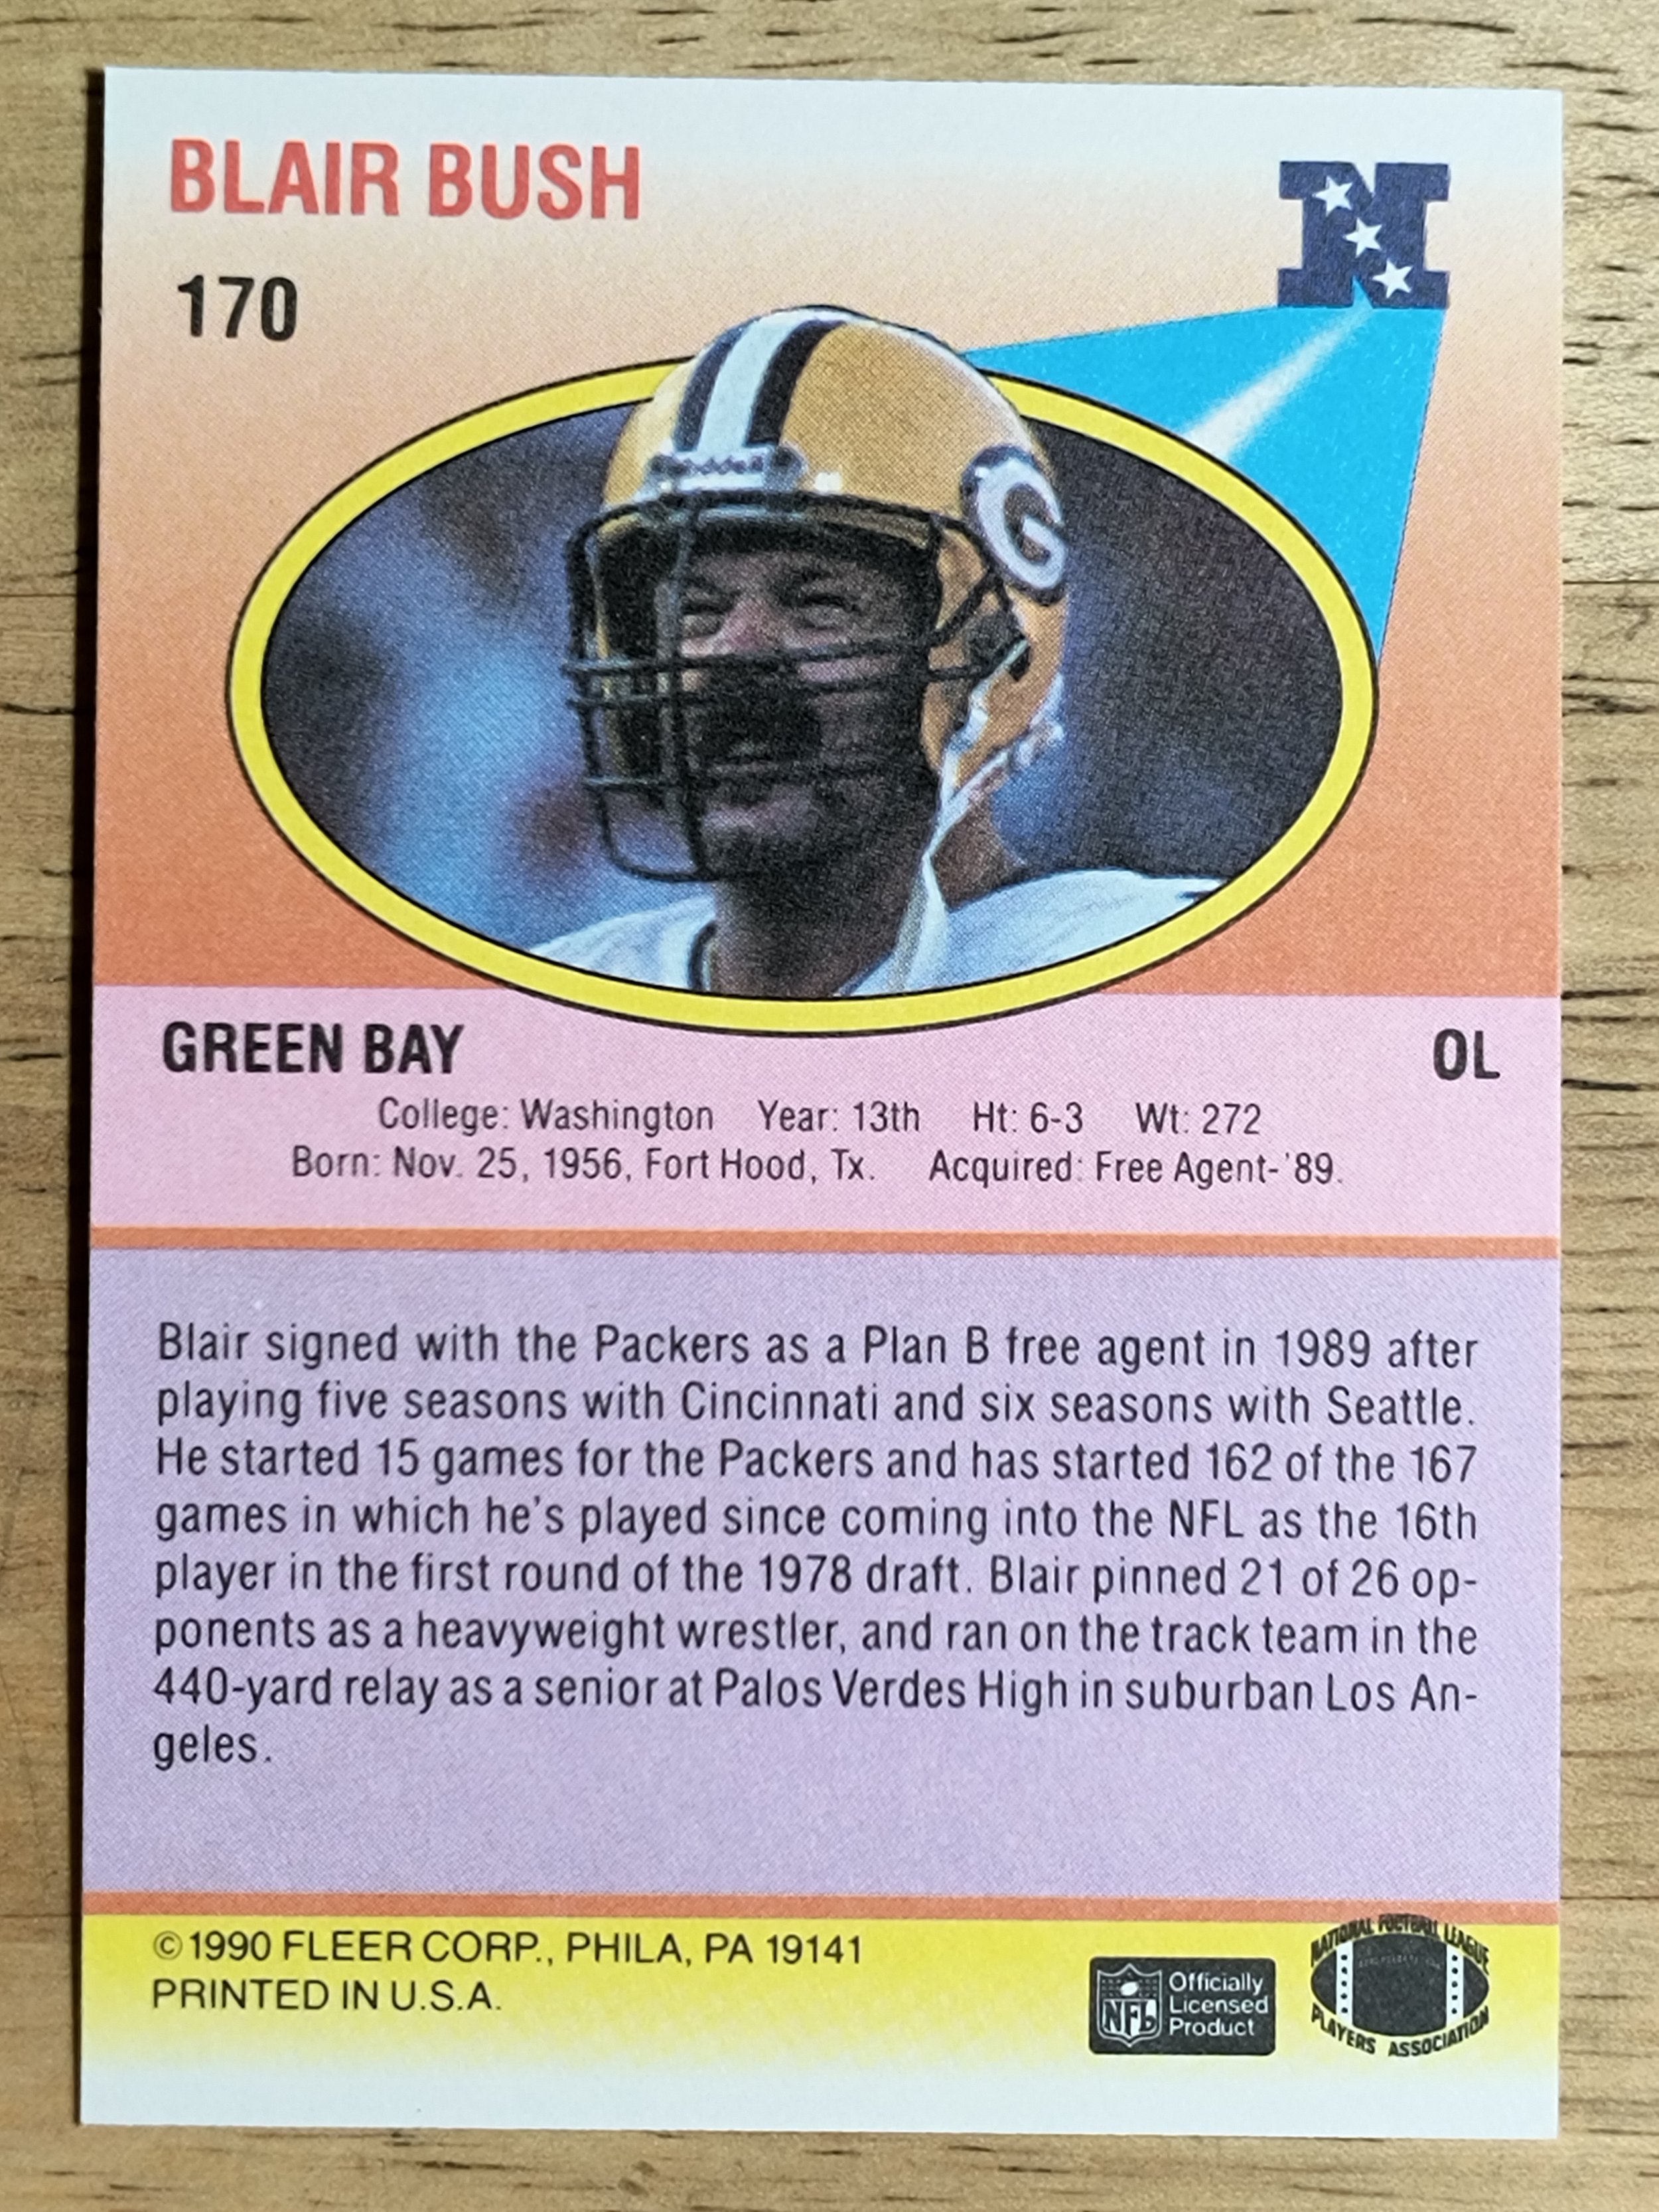 BLAIR BUSH
170
N
Riddell
G
GREEN BAY OL
College: Washington Year: 13th Ht: 6-3 Wt: 272
Born: Nov. 25, 1956, Fort Hood, Tx. Acquired: Free Agent-'89.
Blair signed with the Packers as a Plan B free agent in 1989 after
playing five seasons with Cincinnati and six seasons with Seattle.
He started 15 games for the Packers and has started 162 of the 167
games in which he's played since coming into the NFL as the 16th
player in the first round of the 1978 draft. Blair pinned 21 of 26 op-
ponents as a heavyweight wrestler, and ran on the track team in the
440-yard relay as a senior at Palos Verdes High in suburban Los An-
geles.
©1990 FLEER CORP., PHILA, PA 19141
PRINTED IN U.S.A.
NFL
Officially
Licensed
Product
NATIONAL FOOTBALL LEAGUE
PLAYERS ASSOCIATION